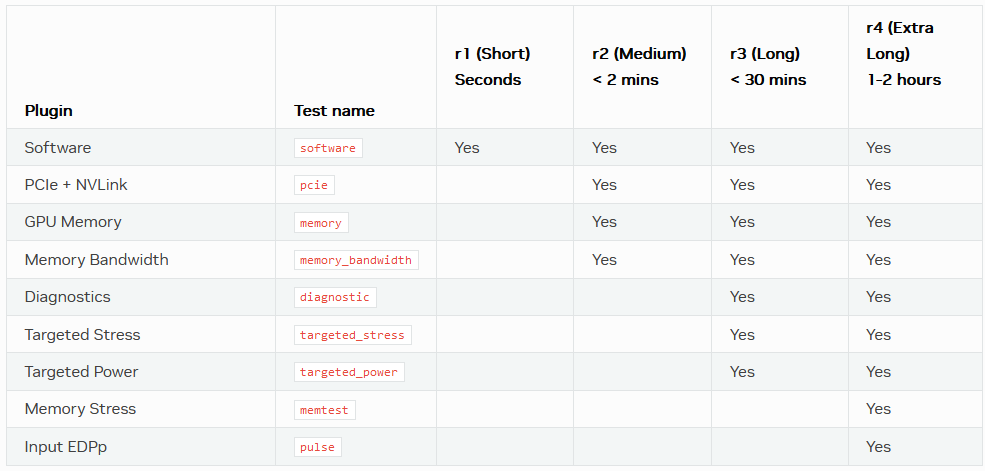 Plugin Test name r1 (Short) Seconds r2 (Medium) < 2 mins r3 (Long) < 30 mins r4 (Extra Long) 1-2 hours
Software software Yes Yes Yes Yes
PCIe + NVLink pcie Yes Yes Yes
GPU Memory memory Yes Yes Yes
Memory Bandwidth memory_bandwidth Yes Yes Yes
Diagnostics diagnostic Yes Yes
Targeted Stress targeted_stress Yes Yes
Targeted Power targeted_power Yes Yes
Memory Stress memtest Yes
Input EDPp pulse Yes